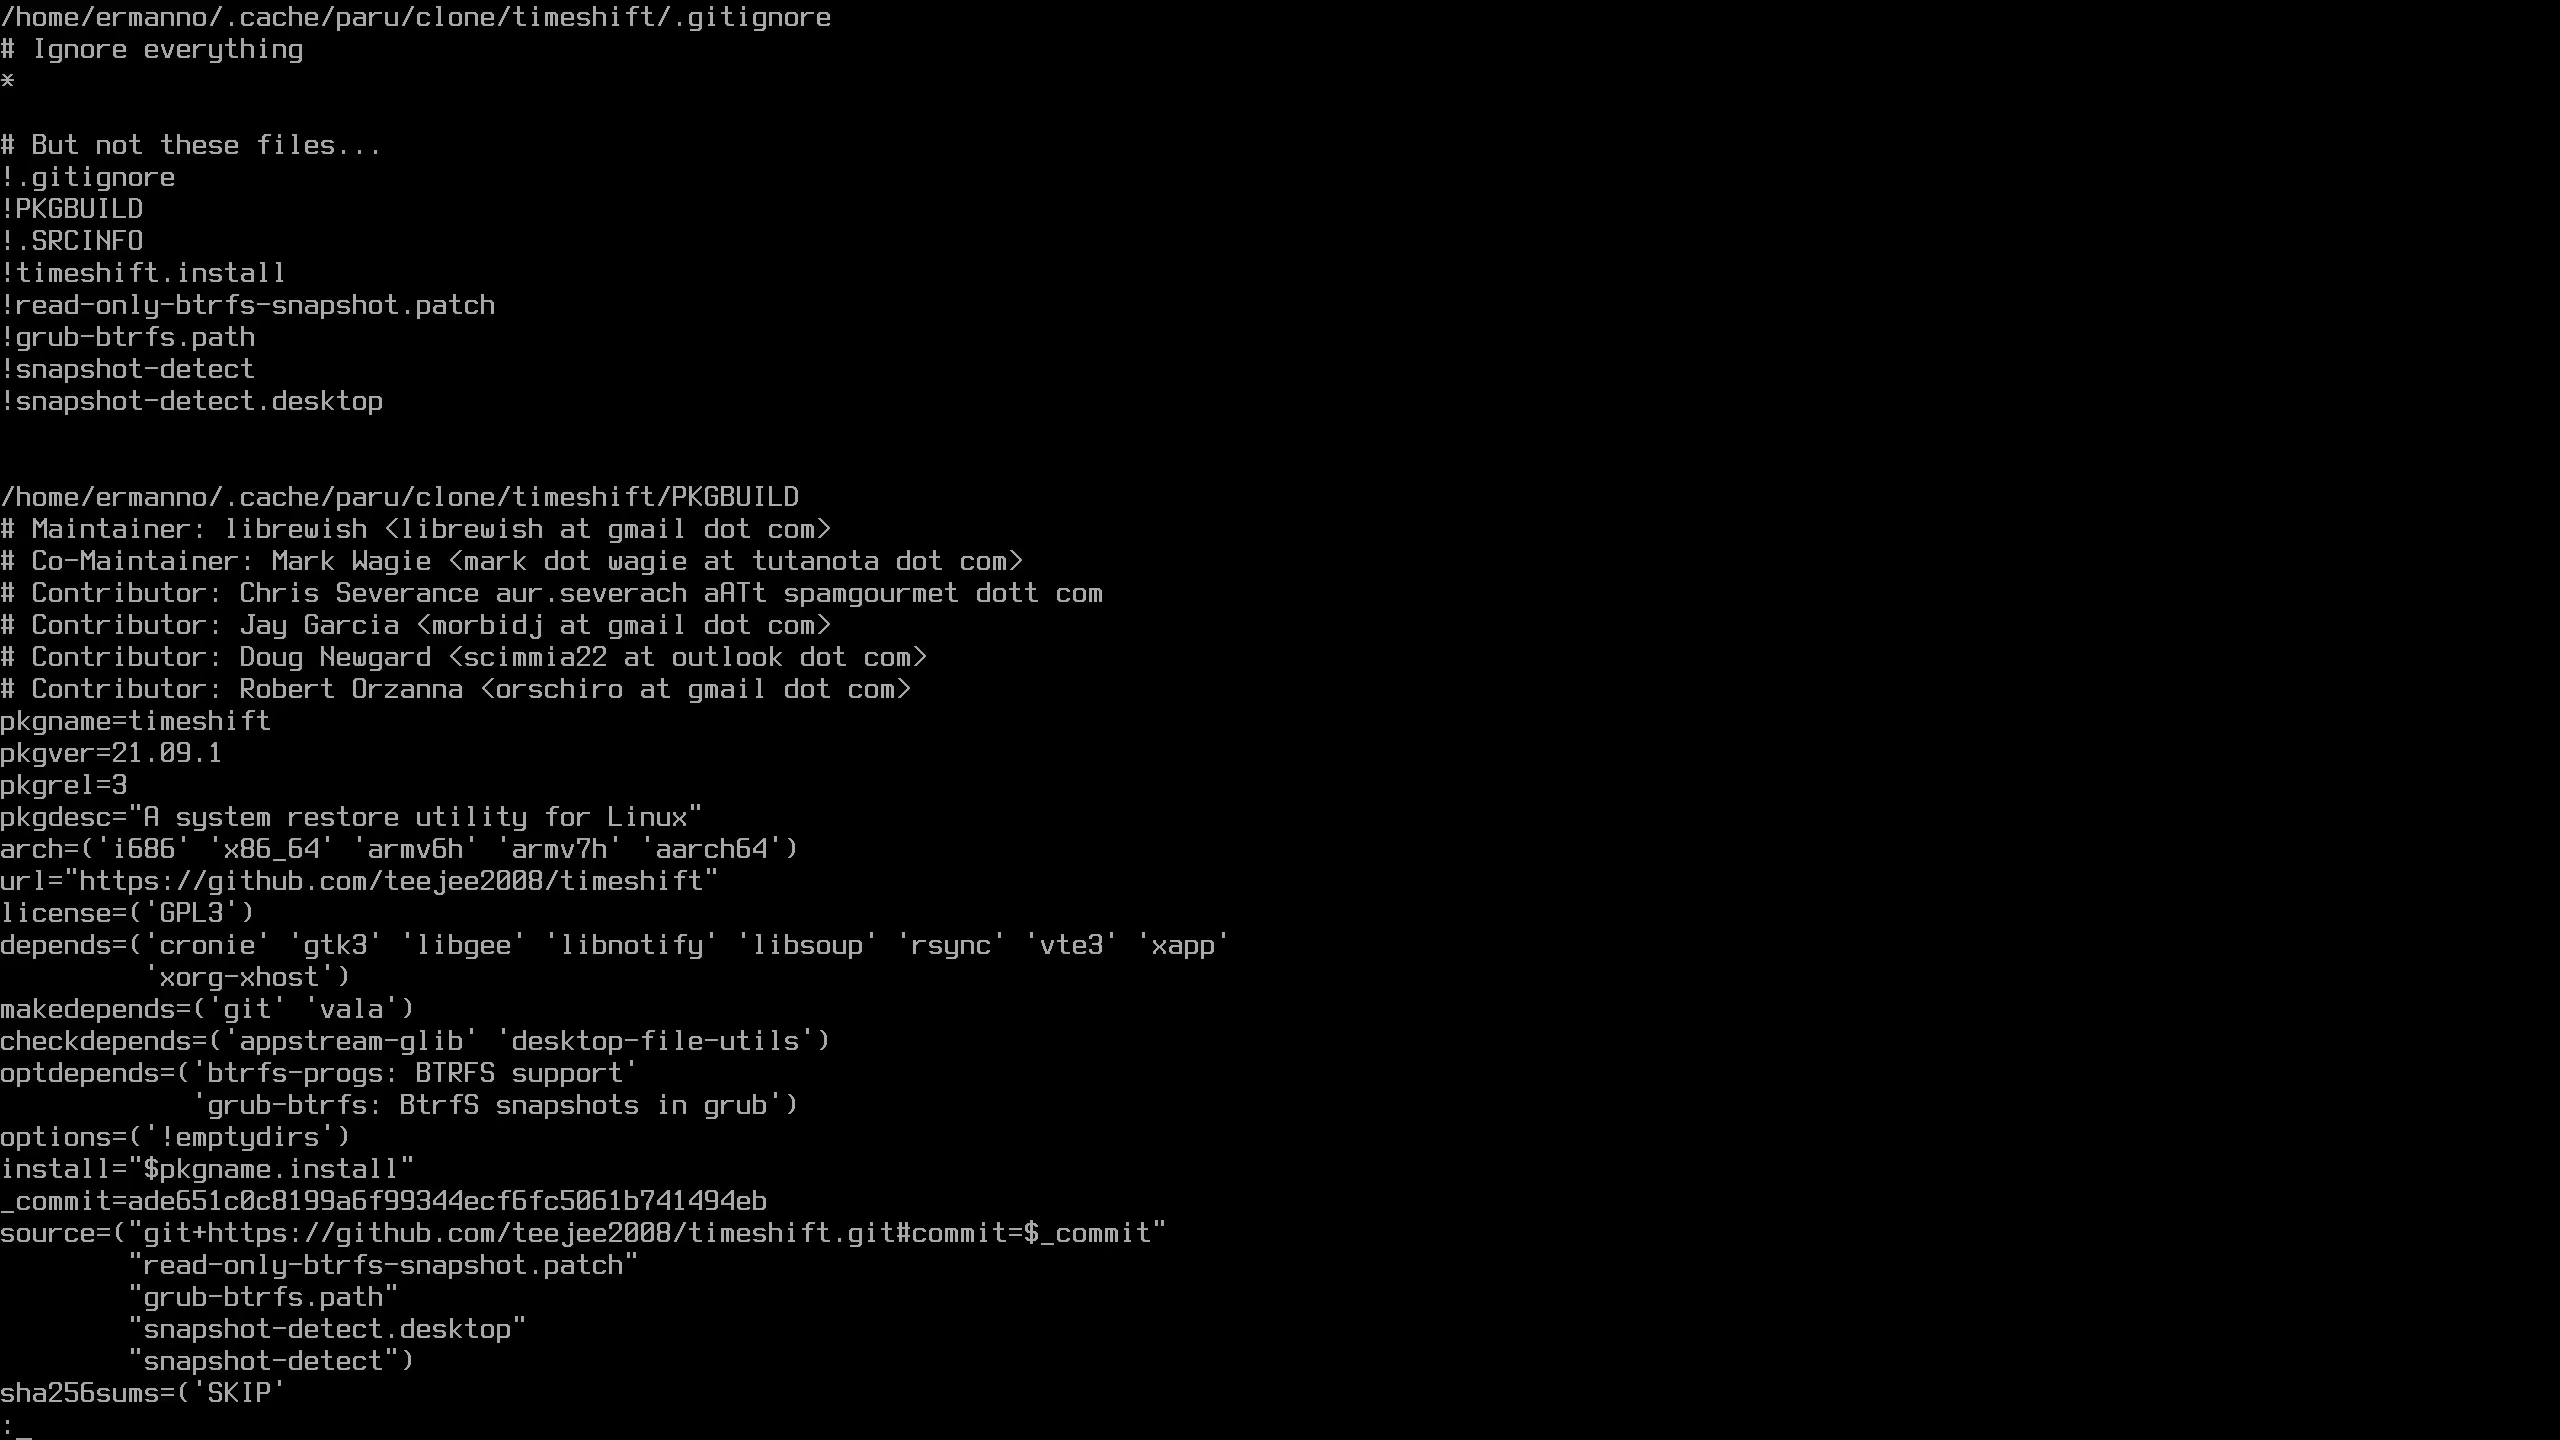 /home/ermanno/.cache/paru/clone/timeshift/.gitignore
# Ignore everything
*
# But not these files...
!.gitignore
!PKGBUILD
!.SRCINFO
!timeshift.install
!read-only-btrfs-snapshot.patch
!grub-btrfs.path
!snapshot-detect
!snapshot-detect.desktop
/home/ermanno/.cache/paru/clone/timeshift/PKGBUILD
# Maintainer: librewish <librewish at gmail dot com>
# Co-Maintainer: Mark Wagie <mark dot wagie at tutanota dot com>
# Contributor: Chris Severance aur.severach aATt spamgourmet dott com
# Contributor: Jay Garcia <morbidj at gmail dot com>
# Contributor: Doug Newgard <scimmia22 at outlook dot com>
# Contributor: Robert Orzanna <orschiro at gmail dot com>
pkgname=timeshift
pkgver=21.09.1
pkgrel=3
pkgdesc="A system restore utility for Linux"
arch=('i686' 'x86_64' 'armv6h' 'armv7h' 'aarch64')
url="https://github.com/teejee2008/timeshift"
license=('GPL3')
depends=('cronie' 'gtk3' 'libgee' 'libnotify' 'libsoup' 'rsync' 'vte3' 'xapp'
         'xorg-xhost')
makedepends=('git' 'vala')
checkdepends=('appstream-glib' 'desktop-file-utils')
optdepends=('btrfs-progs: BTRFS support'
            'grub-btrfs: BtrfS snapshots in grub')
options=('!emptydirs')
install="$pkgname.install"
_commit=ade651c0c8199a6f99344ecf6fc5061b741494eb
source=("git+https://github.com/teejee2008/timeshift.git#commit=$_commit"
        "read-only-btrfs-snapshot.patch"
        "grub-btrfs.path"
        "snapshot-detect.desktop"
        "snapshot-detect")
sha256sums=('SKIP'
: